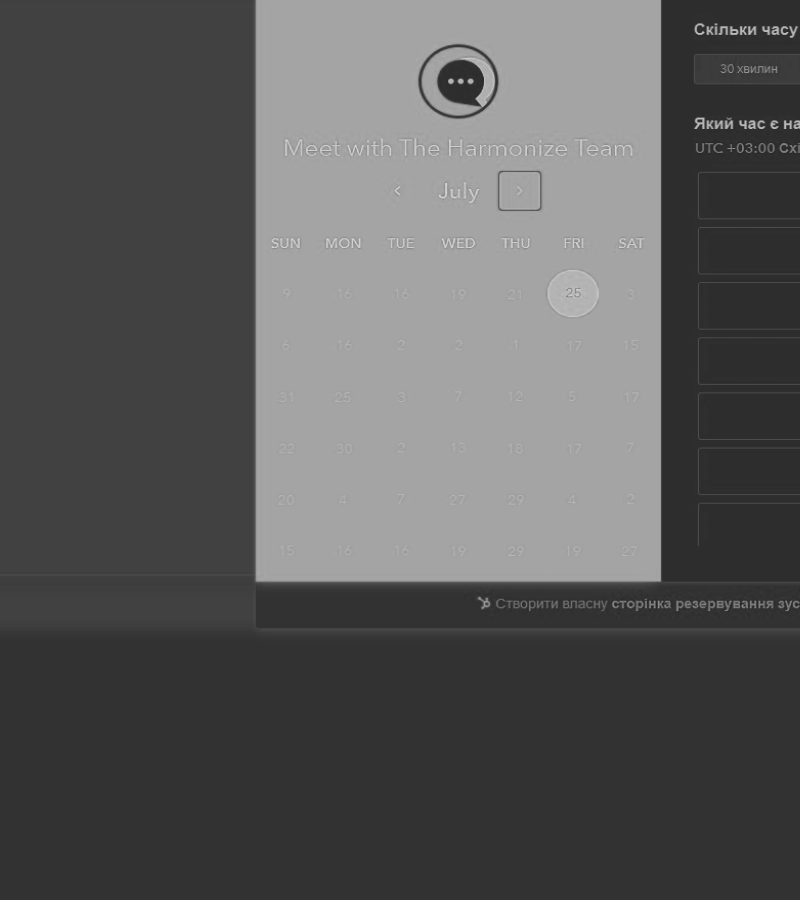 Meet with The Harmonize Team
July
SUN MON TUE WED THU FRI SAT
9 16 16 19 21 25 3
6 16 2 2 1 17 15
31 25 3 7 12 5 17
22 30 2 13 18 17 7
20 4 7 27 29 4 2
15 16 16 19 29 19 27
Скільки часу
30 хвилин
Який час є на
UTC +03:00 Схі
Створити власну сторінка резервування зус